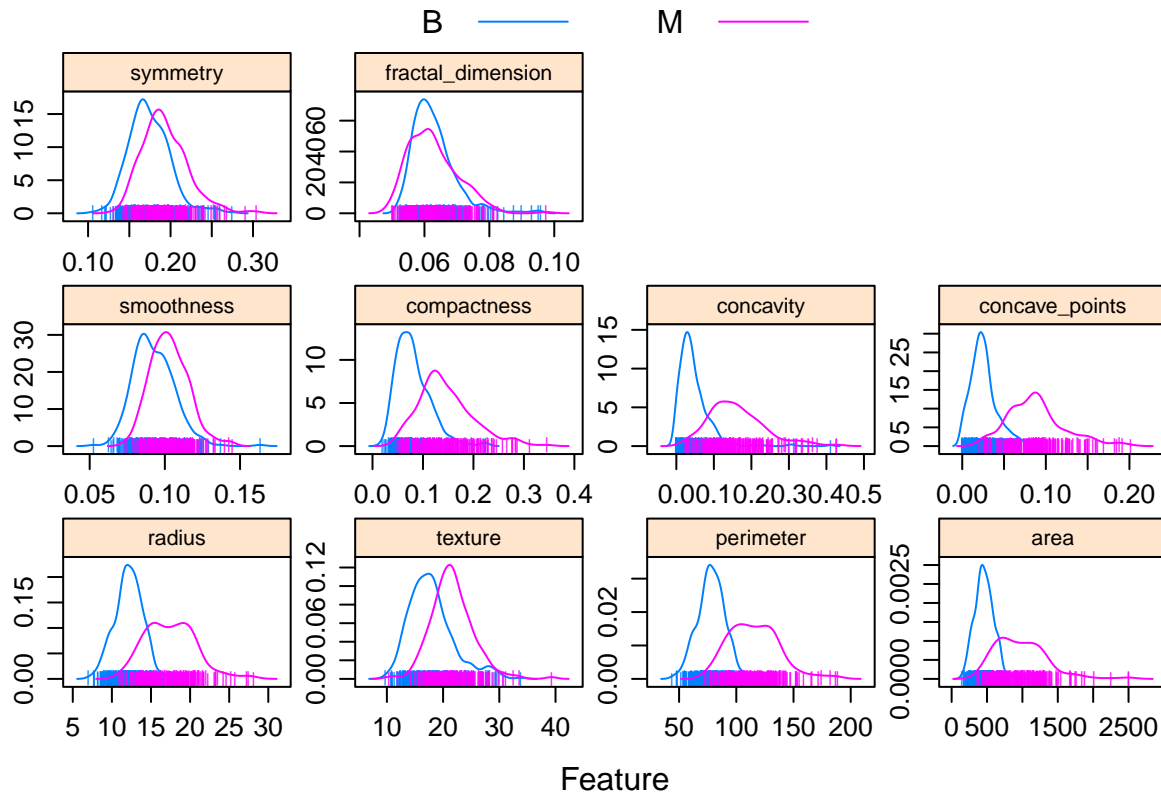 B M
symmetry fractal_dimension
0 5 10 15
0 20 40 60
0.10 0.20 0.30
0.06 0.08 0.10
smoothness compactness concavity concave_points
0 10 20 30
0 5 10
0 5 10 15
0 5 15 25
0.05 0.10 0.15
0.0 0.1 0.2 0.3 0.4
0.0 0.1 0.2 0.3 0.4 0.5
0.00 0.10 0.20
radius texture perimeter area
0.00 0.15
0.00 0.06 0.12
0.00 0.02
0.0000 0.0025
5 10 15 20 25 30
10 20 30 40
50 100 150 200
0 500 1500 2500
Feature